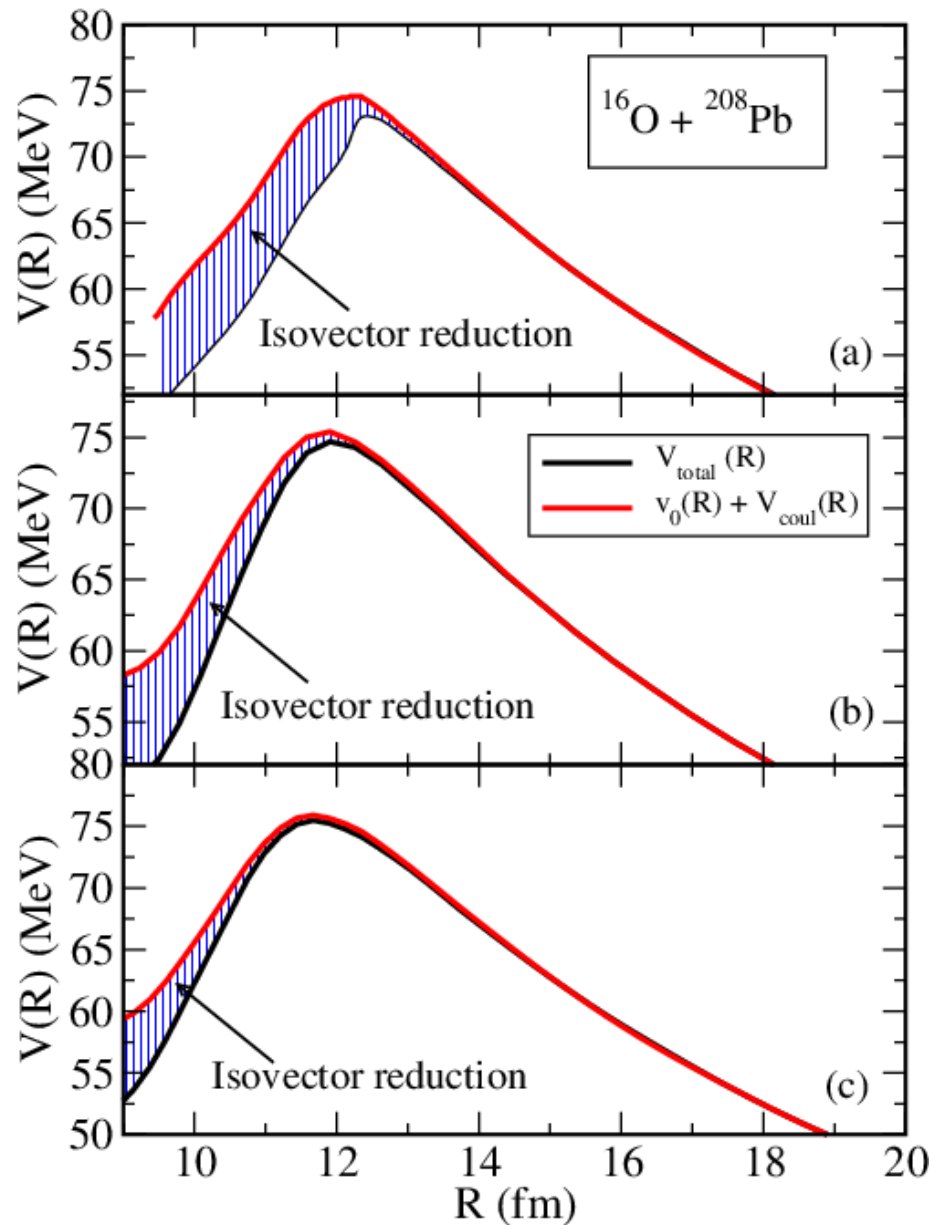 80
75
70
65
60
55
V(R) (MeV)
¹⁶O + ²⁰⁸Pb
Isovector reduction
(a)
75
70
65
60
55
V(R) (MeV)
V_total (R)
v_0(R) + V_coul(R)
Isovector reduction
(b)
80
75
70
65
60
55
50
V(R) (MeV)
Isovector reduction
(c)
10 12 14 16 18 20
R (fm)